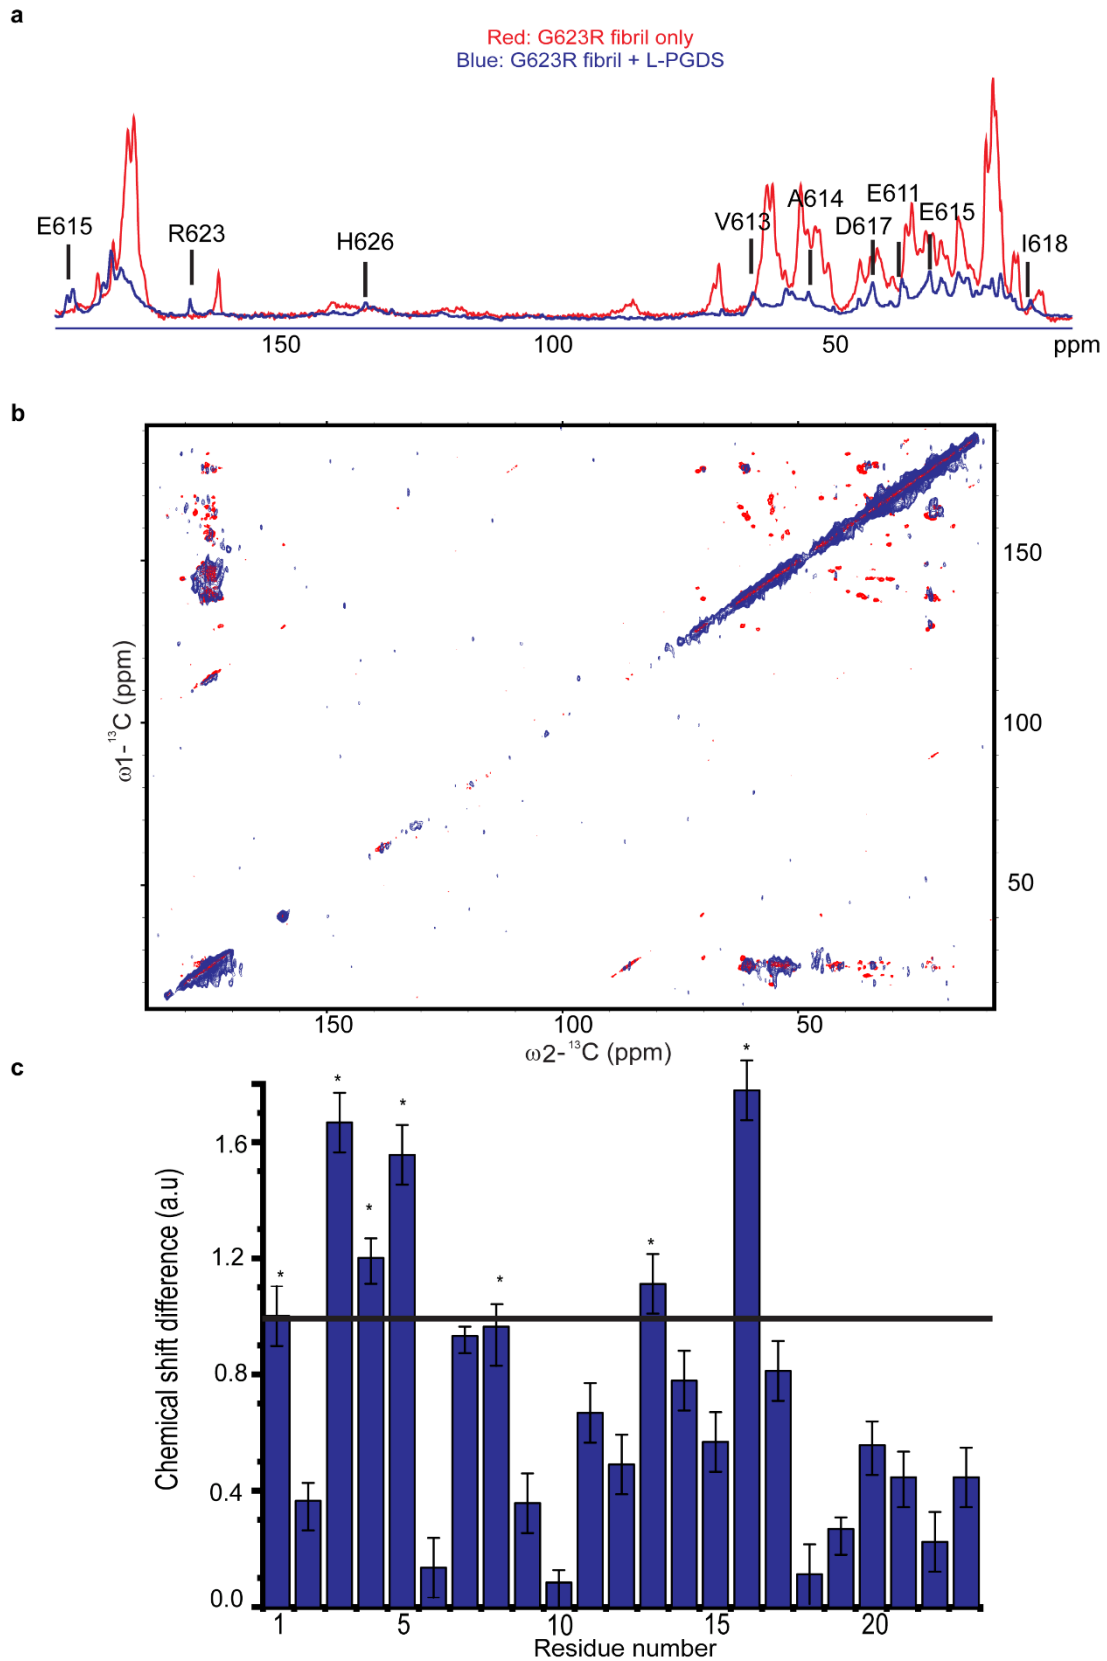 a
Red: G623R fibril only
Blue: G623R fibril + L-PGDS
E615
R623
H626
V613
A614
D617
E611
E615
I618
150
100
50
ppm
b
ω1-¹³C (ppm)
150
100
50
150
100
50
ω2-¹³C (ppm)
c
Chemical shift difference (a.u)
1.6
1.2
0.8
0.4
0.0
* * * * * * *
1
5
10
15
20
Residue number